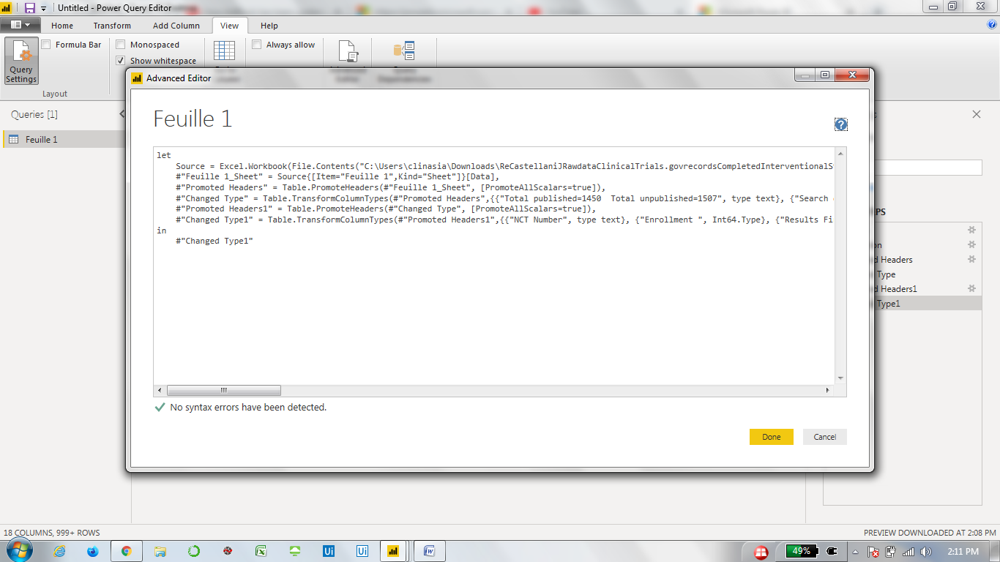 Untitled - Power Query Editor
Home Transform Add Column View Help
Formula Bar
Monospaced
Always allow
Show whitespace
Query
Settings
Layout
Advanced Editor
Queries [1]
Feuille 1
Feuille 1
let
Source = Excel.Workbook(File.Contents("C:\Users\clinasia\Downloads\ReCastellaniJRawdataClinicalTrials.govrecordsCompletedInterventionalS
#"Feuille 1_Sheet" = Source{[Item="Feuille 1",Kind="Sheet"]}[Data],
#"Promoted Headers" = Table.PromoteHeaders(#"Feuille 1_Sheet", [PromoteAllScalars=true]),
#"Changed Type" = Table.TransformColumnTypes(#"Promoted Headers",{{"Total published=1450  Total unpublished=1507", type text}, {"Search
#"Promoted Headers1" = Table.PromoteHeaders(#"Changed Type", [PromoteAllScalars=true]),
#"Changed Type1" = Table.TransformColumnTypes(#"Promoted Headers1",{{"NCT Number", type text}, {"Enrollment ", Int64.Type}, {"Results Fi
in
#"Changed Type1"
PS
on
d Headers
Type
d Headers1
Type1
No syntax errors have been detected.
Done Cancel
18 COLUMNS, 999+ ROWS
PREVIEW DOWNLOADED AT 2:08 PM
Ui
Ui
49%
2:11 PM